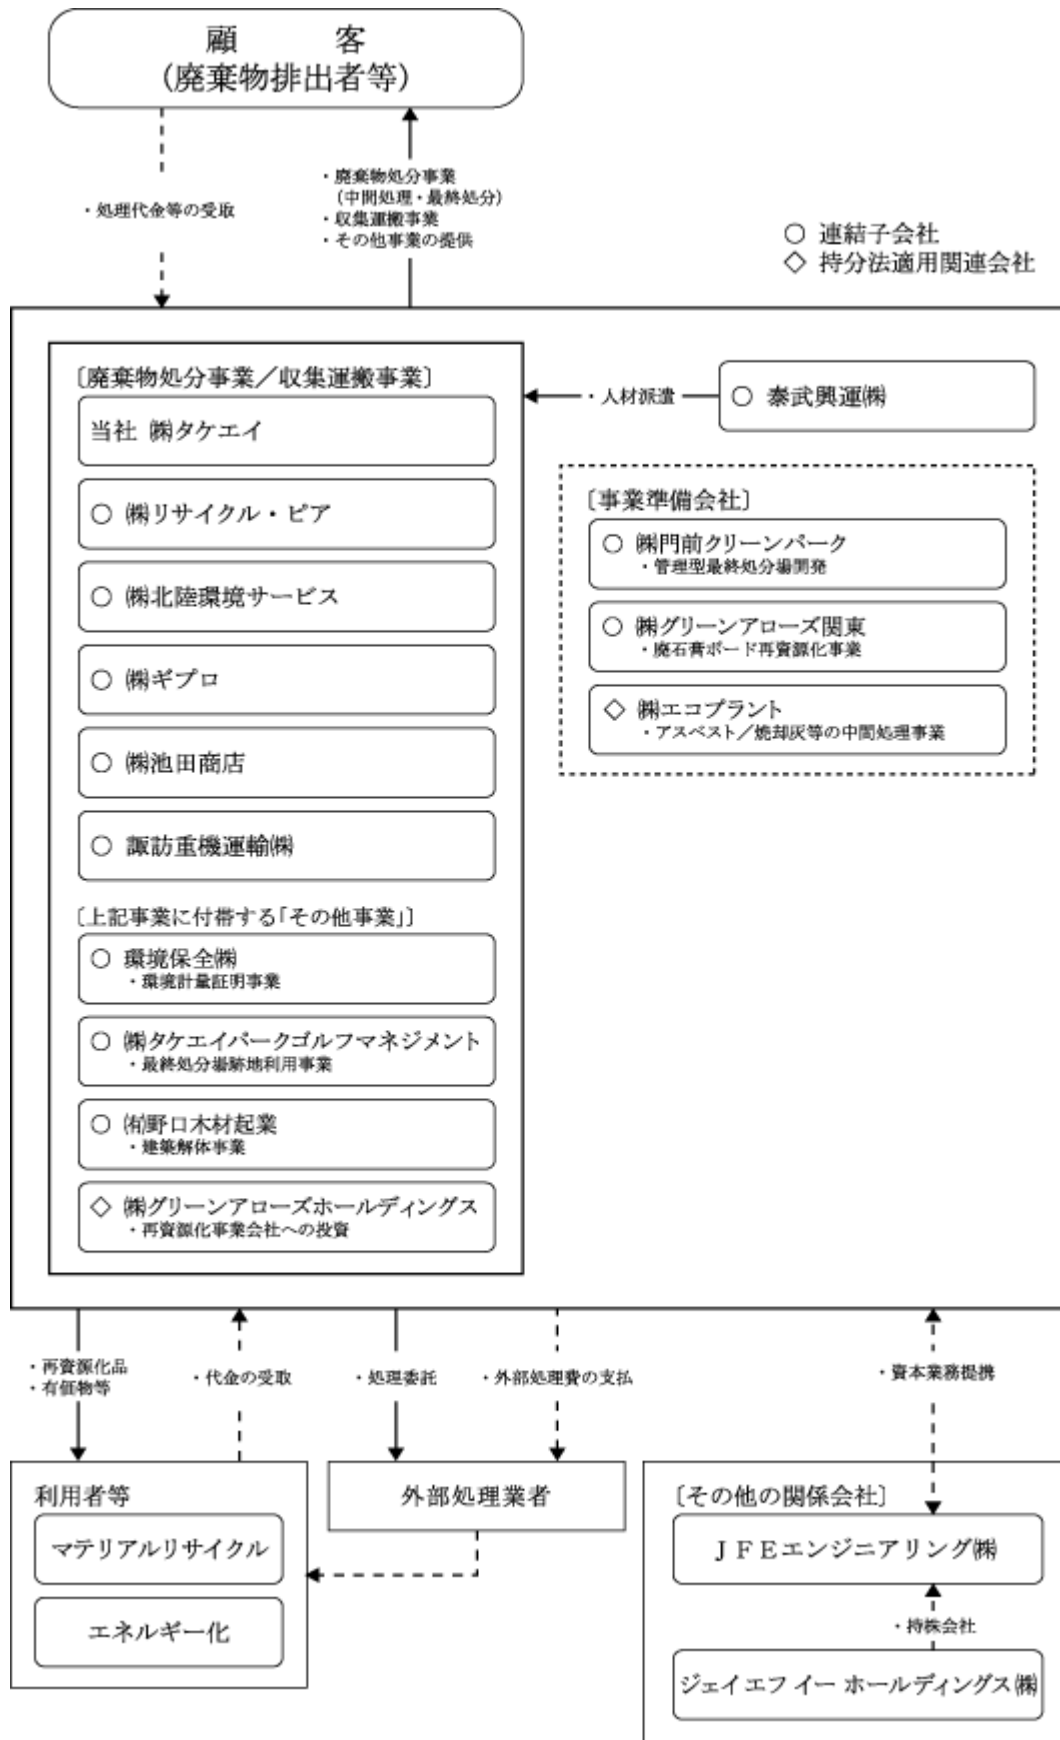 顧　　　客
(廃棄物排出者等)
・処理代金等の受取
・廃棄物処分事業
(中間処理・最終処分)
・収集運搬事業
・その他事業の提供
○ 連結子会社
◇ 持分法適用関連会社
〔廃棄物処分事業／収集運搬事業〕
当社 ㈱タケエイ
○ ㈱リサイクル・ピア
○ ㈱北陸環境サービス
○ ㈱ギプロ
○ ㈱池田商店
○ 諏訪重機運輸㈱
〔上記事業に付帯する「その他事業」〕
○ 環境保全㈱
・環境計量証明事業
○ ㈱タケエイパークゴルフマネジメント
・最終処分場跡地利用事業
○ ㈲野口木材起業
・建築解体事業
◇ ㈱グリーンアローズホールディングス
・再資源化事業会社への投資
・人材派遣
○ 泰武興運㈱
〔事業準備会社〕
○ ㈱門前クリーンパーク
・管理型最終処分場開発
○ ㈱グリーンアローズ関東
・廃石膏ボード再資源化事業
◇ ㈱エコプラント
・アスベスト／焼却灰等の中間処理事業
・再資源化品
・有価物等
・代金の受取
・処理委託
・外部処理費の支払
・資本業務提携
利用者等
マテリアルリサイクル
エネルギー化
外部処理業者
〔その他の関係会社〕
ＪＦＥエンジニアリング㈱
・持株会社
ジェイ エフ イー ホールディングス㈱